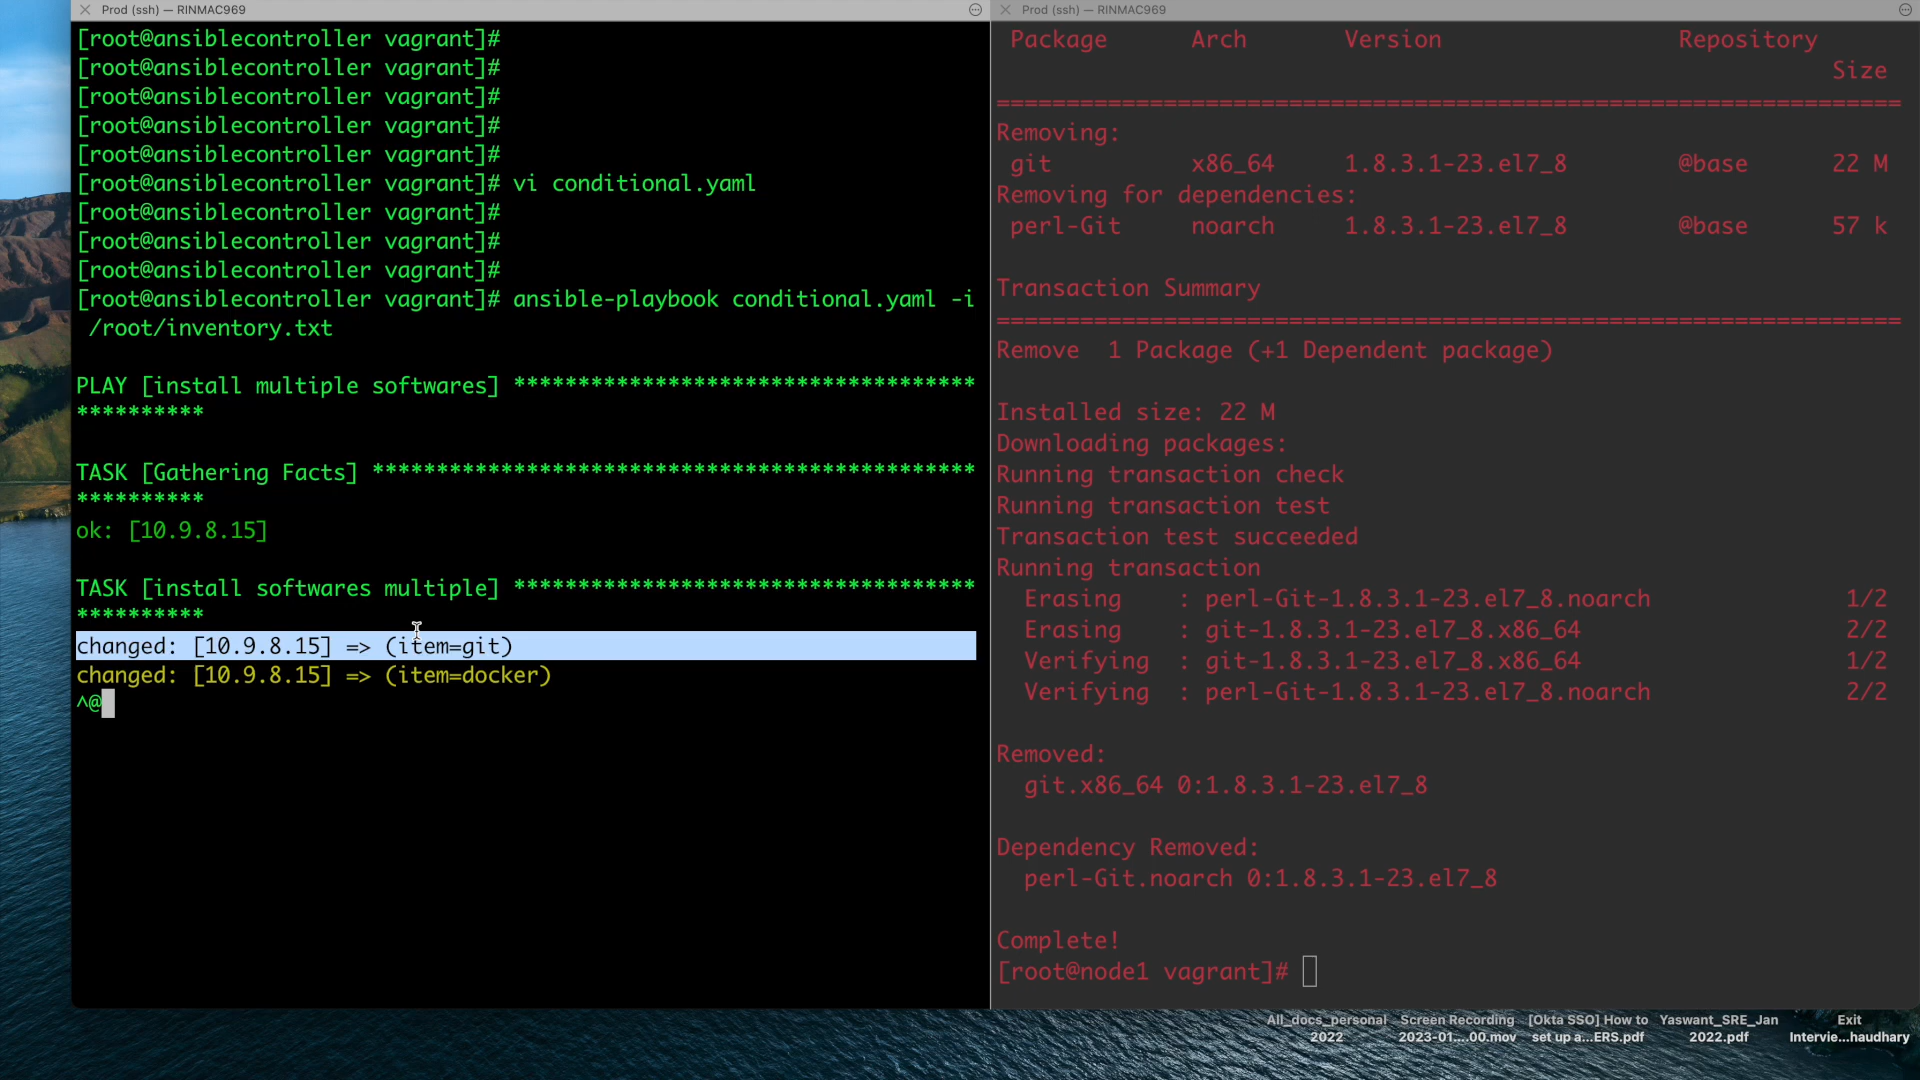 Prod (ssh) — RINMAC969
[root@ansiblecontroller vagrant]#
[root@ansiblecontroller vagrant]#
[root@ansiblecontroller vagrant]#
[root@ansiblecontroller vagrant]#
[root@ansiblecontroller vagrant]#
[root@ansiblecontroller vagrant]# vi conditional.yaml
[root@ansiblecontroller vagrant]#
[root@ansiblecontroller vagrant]#
[root@ansiblecontroller vagrant]#
[root@ansiblecontroller vagrant]# ansible-playbook conditional.yaml -i
/root/inventory.txt
PLAY [install multiple softwares] ************************************
**********
TASK [Gathering Facts] ***********************************************
**********
ok: [10.9.8.15]
TASK [install softwares multiple] ************************************
**********
changed: [10.9.8.15] => (item=git)
changed: [10.9.8.15] => (item=docker)
^@
Prod (ssh) — RINMAC969
Package Arch Version Repository
Size
==================================================================
Removing:
git x86_64 1.8.3.1-23.el7_8 @base 22 M
Removing for dependencies:
perl-Git noarch 1.8.3.1-23.el7_8 @base 57 k
Transaction Summary
==================================================================
Remove 1 Package (+1 Dependent package)
Installed size: 22 M
Downloading packages:
Running transaction check
Running transaction test
Transaction test succeeded
Running transaction
Erasing : perl-Git-1.8.3.1-23.el7_8.noarch 1/2
Erasing : git-1.8.3.1-23.el7_8.x86_64 2/2
Verifying : git-1.8.3.1-23.el7_8.x86_64 1/2
Verifying : perl-Git-1.8.3.1-23.el7_8.noarch 2/2
Removed:
git.x86_64 0:1.8.3.1-23.el7_8
Dependency Removed:
perl-Git.noarch 0:1.8.3.1-23.el7_8
Complete!
[root@node1 vagrant]#
All_docs_personal
2022
Screen Recording
2023-01....00.mov
[Okta SSO] How to
set up a...ERS.pdf
Yaswant_SRE_Jan
2022.pdf
Exit
Intervie...haudhary